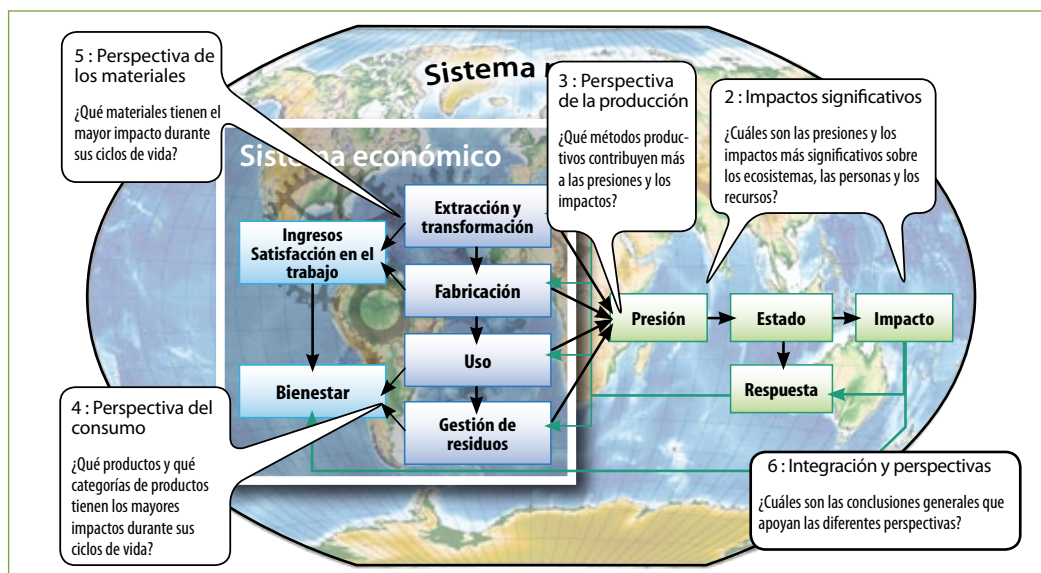 5 : Perspectiva de
los materiales
¿Qué materiales tienen el
mayor impacto durante
sus ciclos de vida?
Sistema
3 : Perspectiva
de la producción
¿Qué métodos produc-
tivos contribuyen más
a las presiones y los
impactos?
2 : Impactos significativos
¿Cuáles son las presiones y los
impactos más significativos sobre
los ecosistemas, las personas y los
recursos?
Sistema económico
Extracción y
transformación
Ingresos
Satisfacción en el
trabajo
Fabricación
Presión
Estado
Impacto
Uso
Bienestar
Respuesta
Gestión de
residuos
4 : Perspectiva del
consumo
¿Qué productos y qué
categorías de productos
tienen los mayores
impactos durante sus
ciclos de vida?
6 : Integración y perspectivas
¿Cuáles son las conclusiones generales que
apoyan las diferentes perspectivas?